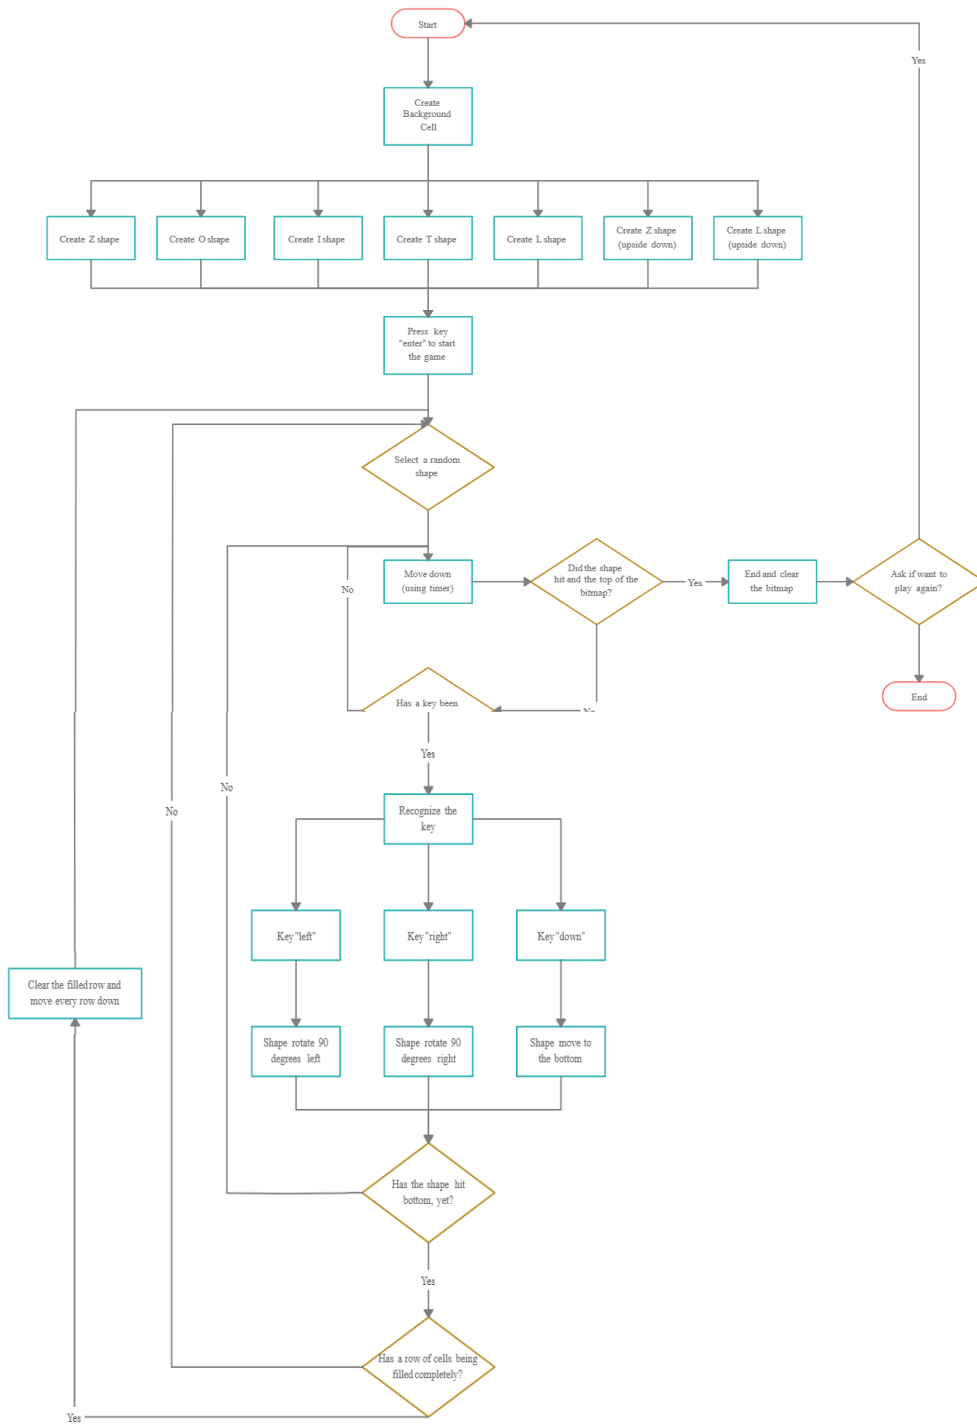 Start
Yes
Create
Background
Cell
Create Z shape
Create O shape
Create I shape
Create T shape
Create L shape
Create Z shape
(upside down)
Create L shape
(upside down)
Press key
"enter" to start
the game
Select a random
shape
No
Move down
(using timer)
Did the shape
hit and the top of the
bitmap?
Yes
End and clear
the bitmap
Ask if want to
play again?
End
Has a key been
No
Yes
No
No
Recognize the
key
Key "left"
Key "right"
Key "down"
Clear the filled row and
move every row down
Shape rotate 90
degrees left
Shape rotate 90
degrees right
Shape move to
the bottom
Has the shape hit
bottom, yet?
Yes
Has a row of cells being
filled completely?
Yes